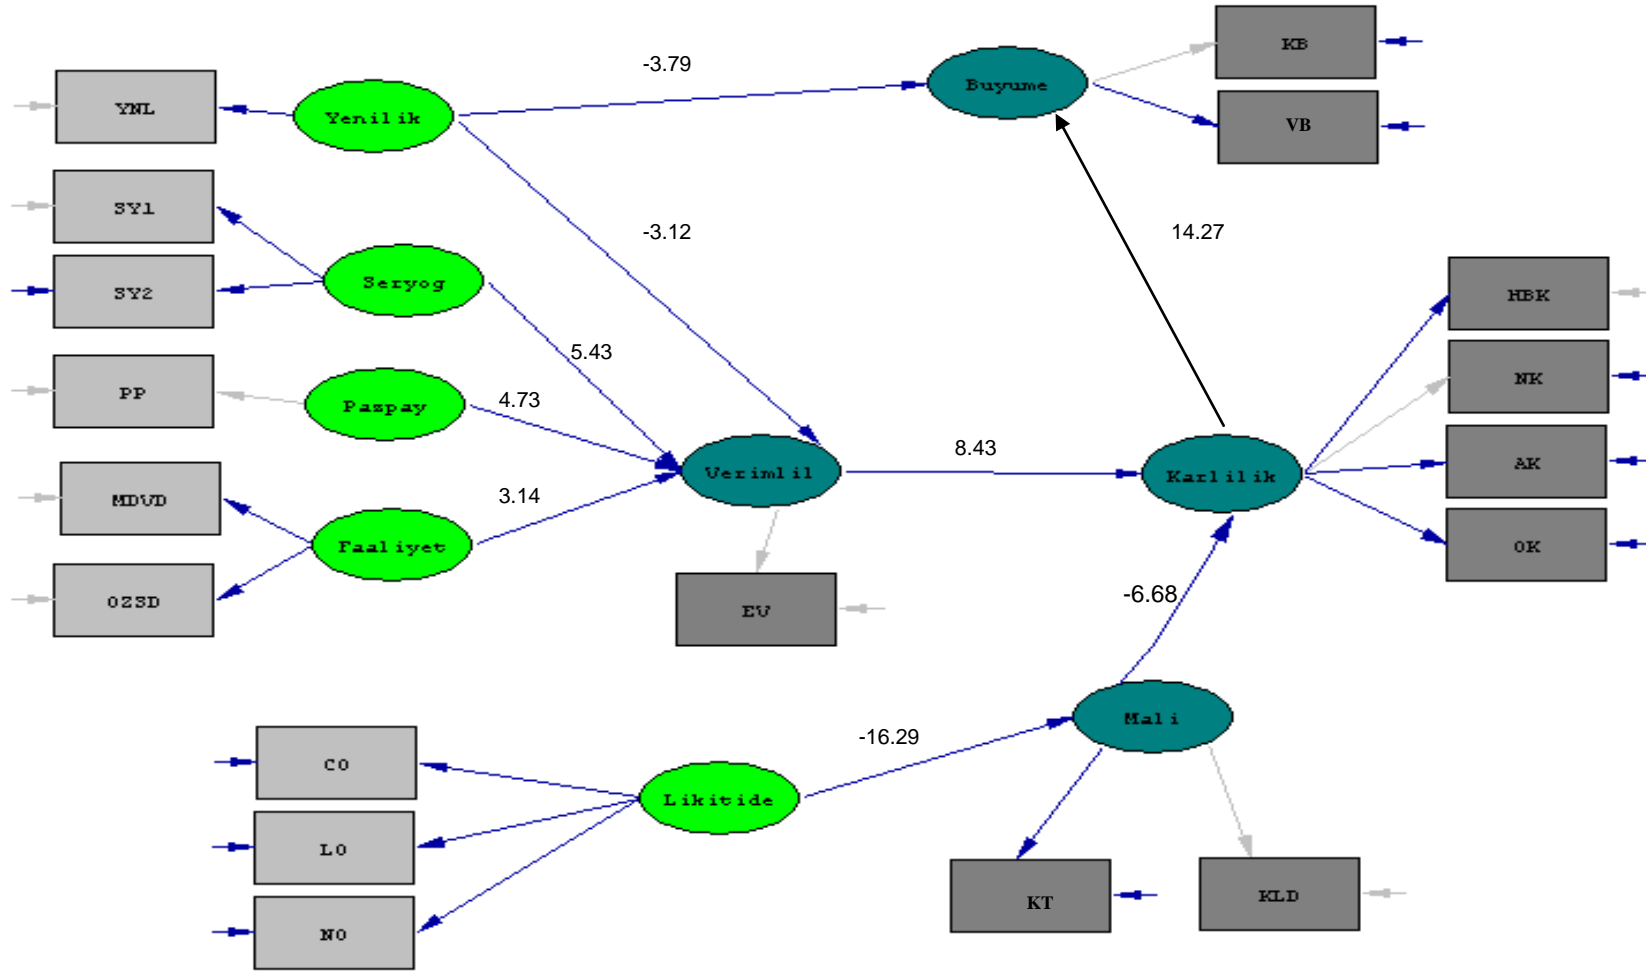 KB
-3.79
Buyume
YNL
Yenilik
VB
SY1
-3.12
14.27
SY2
Seryog
HBK
5.43
NK
PP
Pazpay
4.73
8.43
AK
Verimlil
Karlilik
MDVD
3.14
Faaliyet
OK
OZSD
EV
-6.68
Mali
-16.29
CO
Likitide
LO
KT
KLD
NO